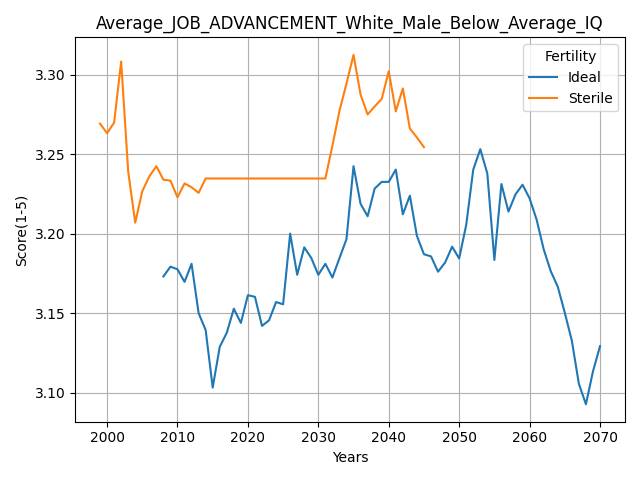 Average_JOB_ADVANCEMENT_White_Male_Below_Average_IQ
Fertility
Ideal
Sterile
Score(1-5)
3.30
3.25
3.20
3.15
3.10
2000 2010 2020 2030 2040 2050 2060 2070
Years